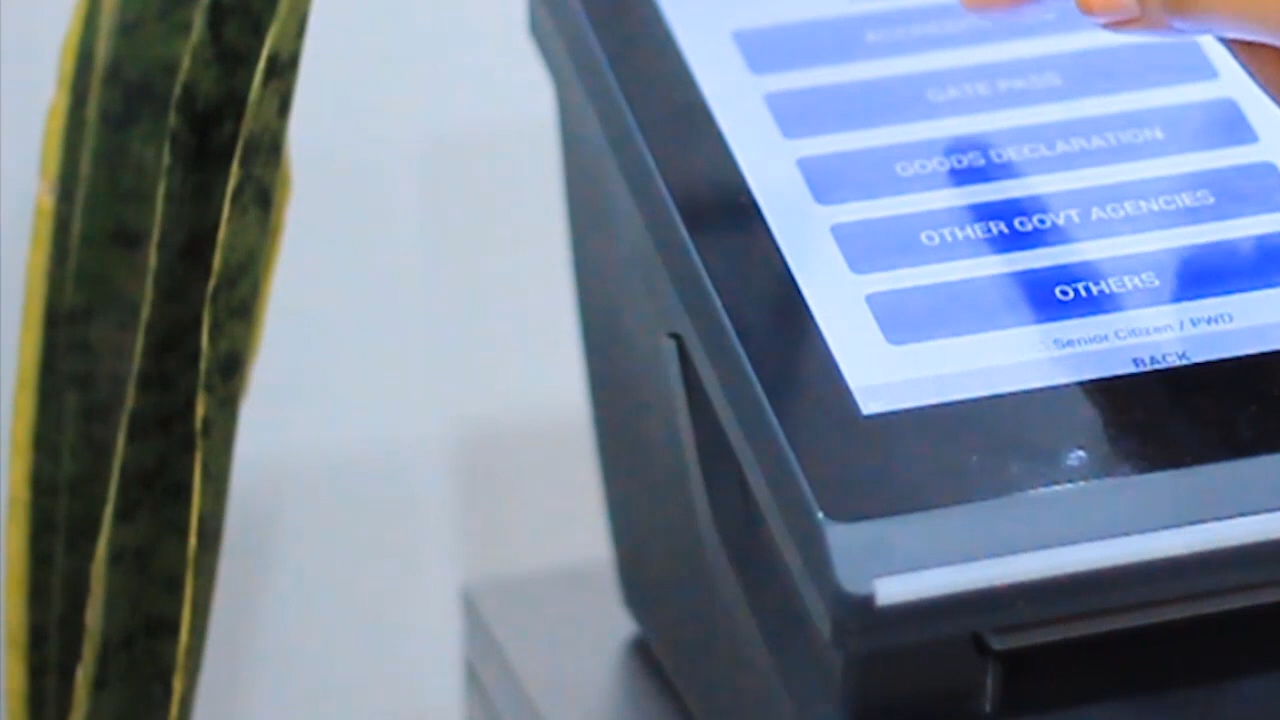 GATE PASS
GOODS DECLARATION
OTHER GOVT AGENCIES
OTHERS
Senior Citizen / PWD
BACK